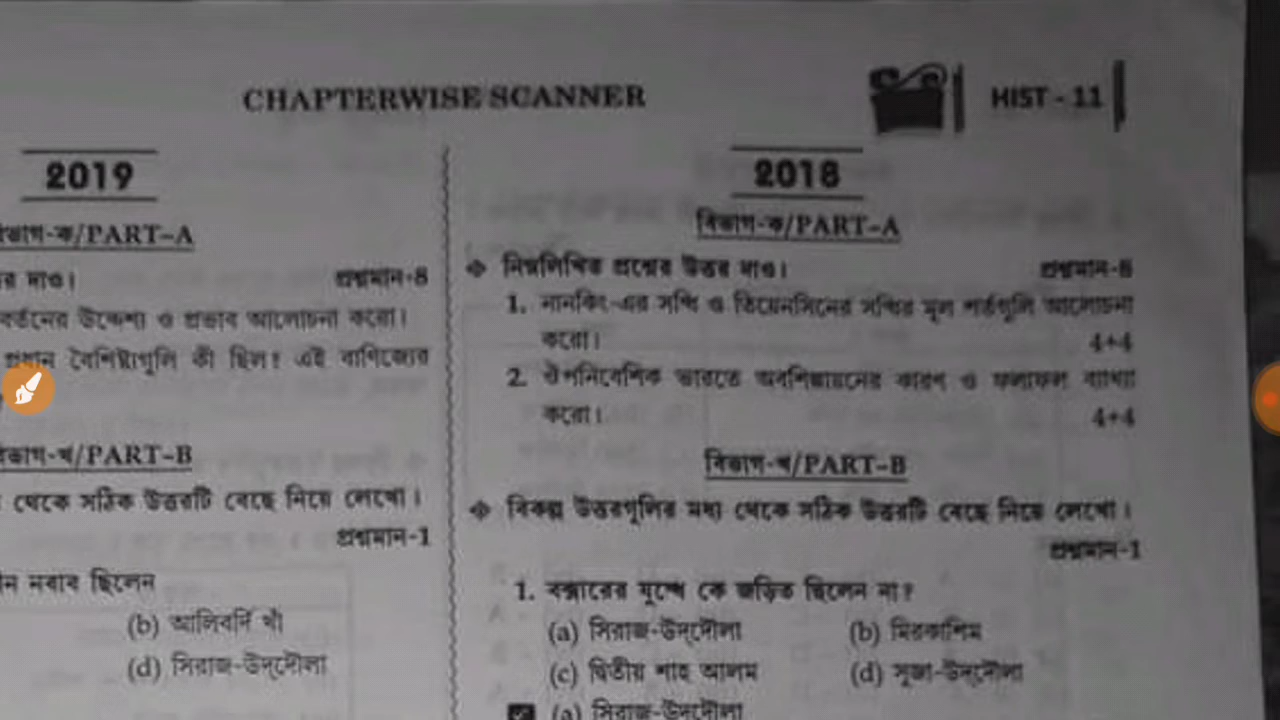 CHAPTERWISE SCANNER
HIST - 11
2019
বিভাগ-ক/PART–A
র দাও। প্রশ্নমান-8
বর্তনের উদ্দেশ্য ও প্রভাব আলোচনা করো।
প্রধান বৈশিষ্ট্যগুলি কী ছিল? এই বাণিজ্যের
বিভাগ-খ/PART–B
থেকে সঠিক উত্তরটি বেছে নিয়ে লেখো।
প্রশ্নমান-1
ন নবাব ছিলেন
(b) আলিবর্দি খাঁ
(d) সিরাজ-উদ্‌দৌলা
2018
বিভাগ-ক/PART–A
❖ নিম্নলিখিত প্রশ্নের উত্তর দাও। প্রশ্নমান-8
1. নানকিং-এর সন্ধি ও তিয়েনসিনের সন্ধির মূল শর্তগুলি আলোচনা
করো। 4+4
2. ঔপনিবেশিক ভারতে অবশিল্পায়নের কারণ ও ফলাফল ব্যাখ্যা
করো। 4+4
বিভাগ-খ/PART–B
❖ বিকল্প উত্তরগুলির মধ্য থেকে সঠিক উত্তরটি বেছে নিয়ে লেখো।
প্রশ্নমান-1
1. বক্সারের যুদ্ধে কে জড়িত ছিলেন না?
(a) সিরাজ-উদ্‌দৌলা (b) মিরকাশিম
(c) দ্বিতীয় শাহ আলম (d) সুজা-উদ্‌দৌলা
(a) সিরাজ-উদ্‌দৌলা